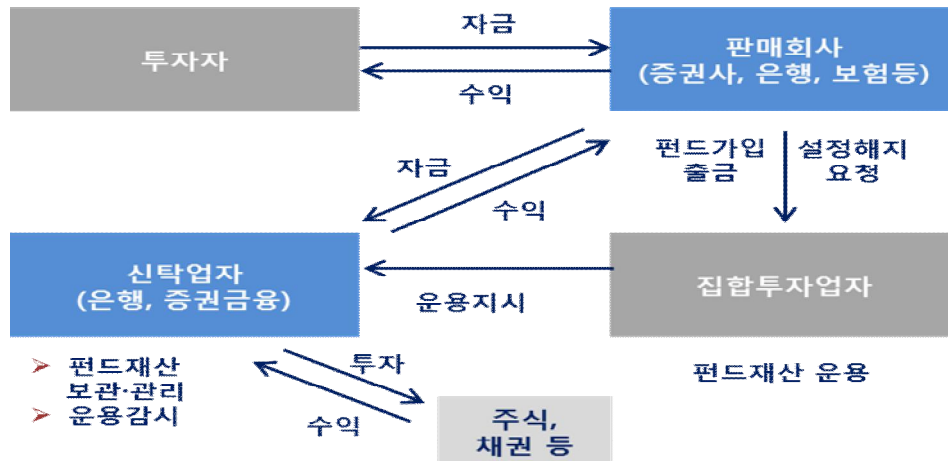 자금
투자자
판매회사
(증권사, 은행, 보험등)
수익
자금
수익
펀드가입
출금
설정해지
요청
신탁업자
(은행, 증권금융)
운용지시
집합투자업자
➢ 펀드재산
보관·관리
➢ 운용감시
투자
수익
펀드재산 운용
주식,
채권 등